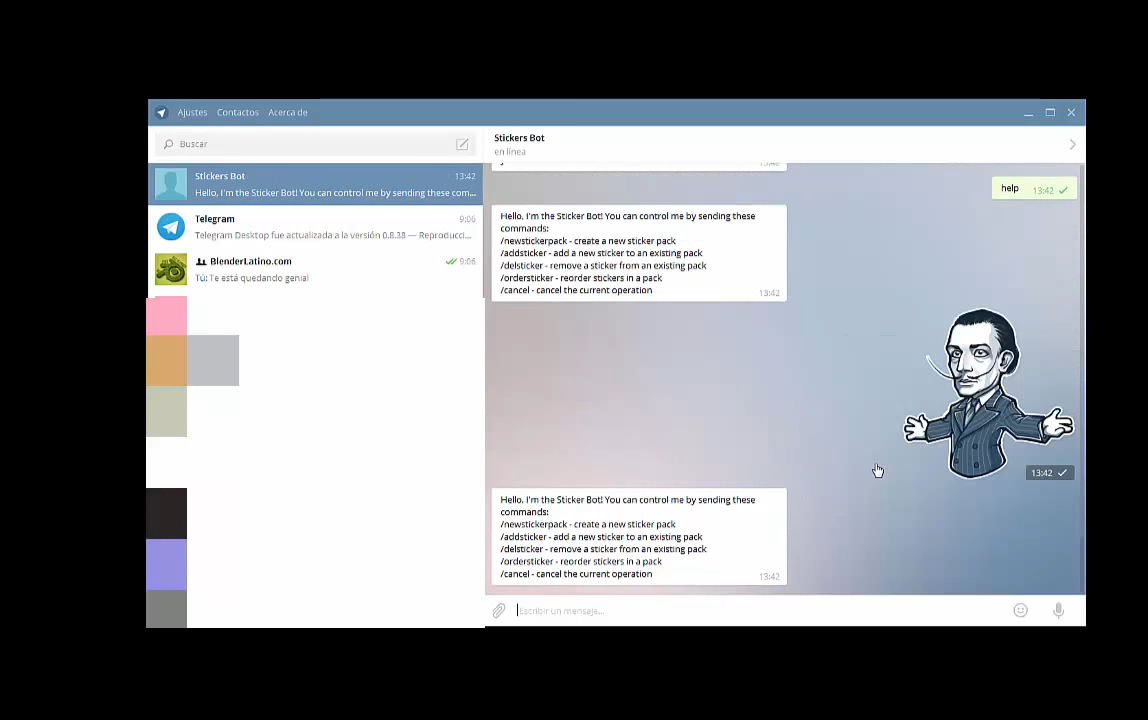 Ajustes Contactos Acerca de
Buscar
Stickers Bot 13:42
Hello, I'm the Sticker Bot! You can control me by sending these com...
Telegram 9:06
Telegram Desktop fue actualizada a la versión 0.8.38 — Reproducci...
BlenderLatino.com 9:06
Tú: Te está quedando genial
Stickers Bot
en línea
help 13:42
Hello, I'm the Sticker Bot! You can control me by sending these
commands:
/newstickerpack - create a new sticker pack
/addsticker - add a new sticker to an existing pack
/delsticker - remove a sticker from an existing pack
/ordersticker - reorder stickers in a pack
/cancel - cancel the current operation
13:42
13:42
Hello, I'm the Sticker Bot! You can control me by sending these
commands:
/newstickerpack - create a new sticker pack
/addsticker - add a new sticker to an existing pack
/delsticker - remove a sticker from an existing pack
/ordersticker - reorder stickers in a pack
/cancel - cancel the current operation
13:42
Escribir un mensaje...